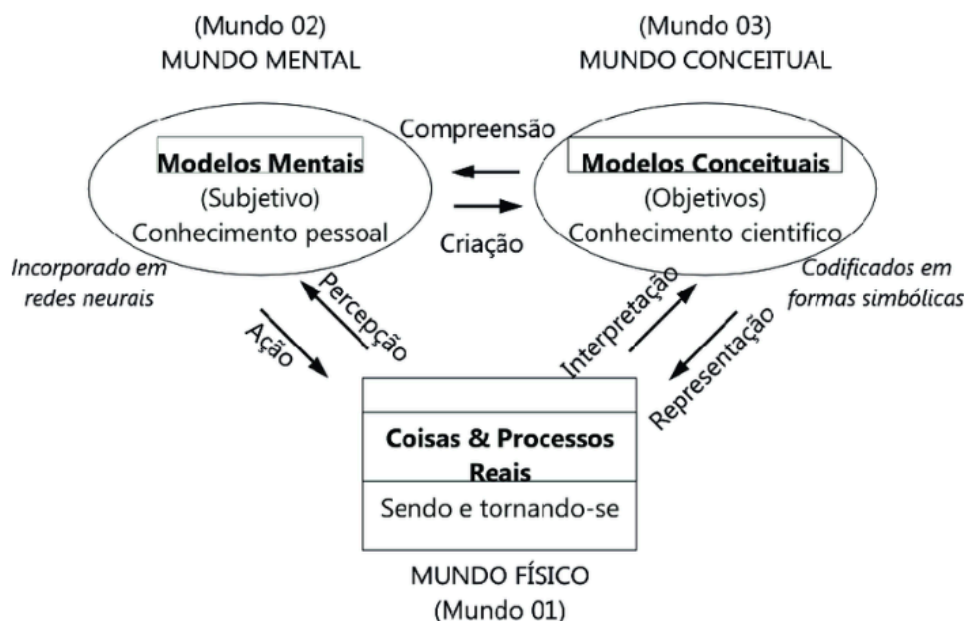 (Mundo 02)
MUNDO MENTAL
(Mundo 03)
MUNDO CONCEITUAL
Modelos Mentais
(Subjetivo)
Conhecimento pessoal
Incorporado em
redes neurais
Compreensão
Criação
Modelos Conceituais
(Objetivos)
Conhecimento cientifico
Codificados em
formas simbólicas
Ação
Percepção
Interpretação
Representação
Coisas & Processos
Reais
Sendo e tornando-se
MUNDO FÍSICO
(Mundo 01)